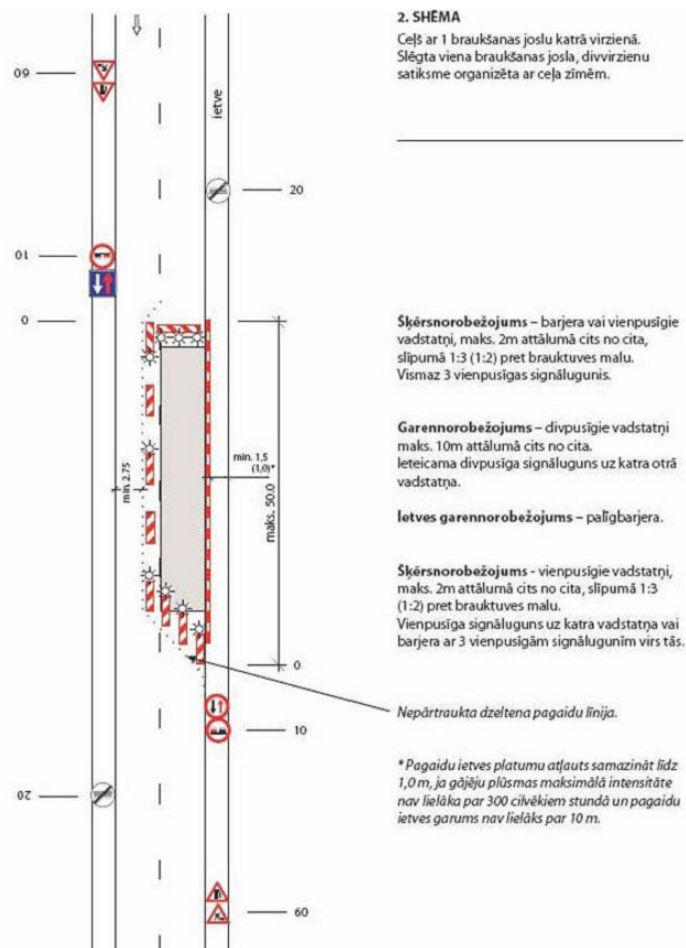 2. SHĒMA
Ceļš ar 1 braukšanas joslu katrā virzienā.
Slēgta viena braukšanas josla, divvirzienu
satiksme organizēta ar ceļa zīmēm.
60
ietve
20
10
0
Šķērsnorobežojums – barjera vai vienpusīgie
vadstatņi, maks. 2m attālumā cits no cita,
slīpumā 1:3 (1:2) pret brauktuves malu.
Vismaz 3 vienpusīgas signālugunis.
Garennorobežojums – divpusīgie vadstatņi
maks. 10m attālumā cits no cita.
Ieteicama divpusīga signāluguns uz katra otrā
vadstatņa.
min. 2.75
min. 1,5
(1,0)*
maks. 50.0
Ietves garennorobežojums – palīgbarjera.
Šķērsnorobežojums - vienpusīgie vadstatņi,
maks. 2m attālumā cits no cita, slīpumā 1:3
(1:2) pret brauktuves malu.
Vienpusīga signāluguns uz katra vadstatņa vai
barjera ar 3 vienpusīgām signālugunīm virs tās.
0
Nepārtraukta dzeltena pagaidu līnija.
10
20
* Pagaidu ietves platumu atļauts samazināt līdz
1,0 m, ja gājēju plūsmas maksimālā intensitāte
nav lielāka par 300 cilvēkiem stundā un pagaidu
ietves garums nav lielāks par 10 m.
60